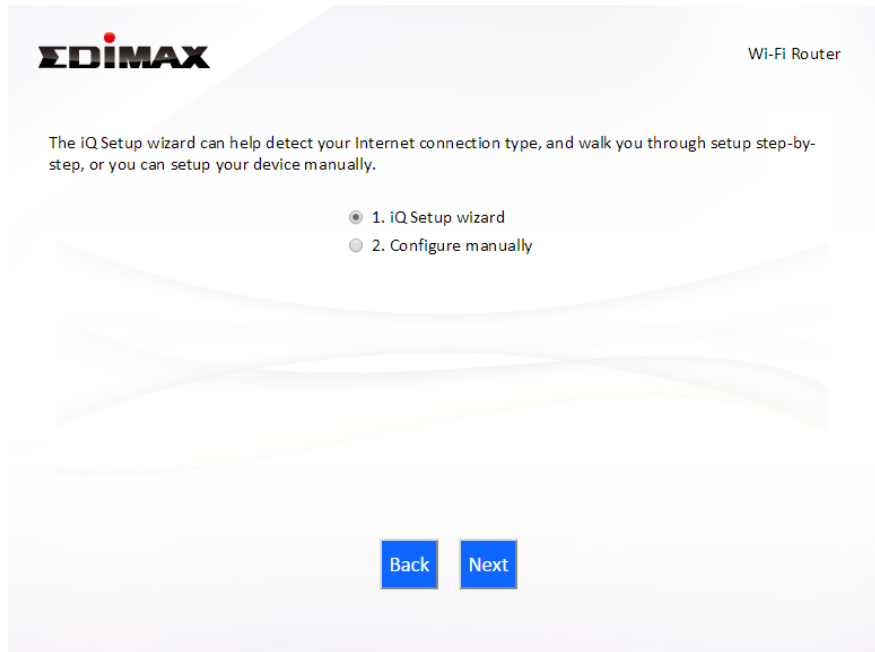 EDiMAX
Wi-Fi Router
The iQ Setup wizard can help detect your Internet connection type, and walk you through setup step-by-
step, or you can setup your device manually.
1. iQ Setup wizard
2. Configure manually
Back
Next